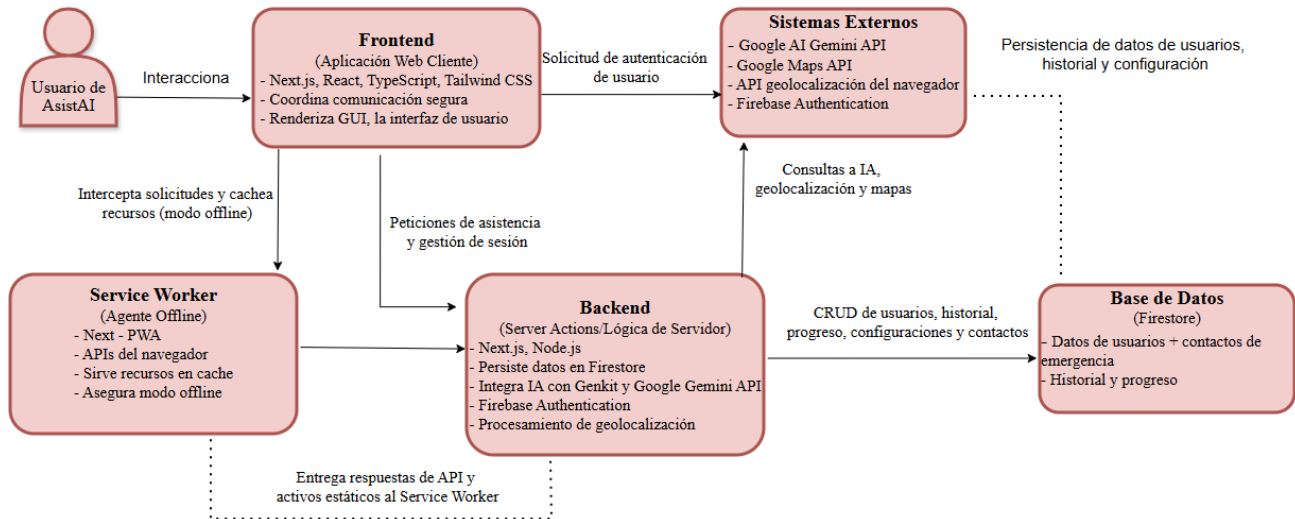 Usuario de
AsistAI
Interacciona
Frontend
(Aplicación Web Cliente)
- Next.js, React, TypeScript, Tailwind CSS
- Coordina comunicación segura
- Renderiza GUI, la interfaz de usuario
Solicitud de autenticación
de usuario
Sistemas Externos
- Google AI Gemini API
- Google Maps API
- API geolocalización del navegador
- Firebase Authentication
Persistencia de datos de usuarios,
historial y configuración
Intercepta solicitudes y cachea
recursos (modo offline)
Peticiones de asistencia
y gestión de sesión
Consultas a IA,
geolocalización y mapas
Service Worker
(Agente Offline)
- Next - PWA
- APIs del navegador
- Sirve recursos en cache
- Asegura modo offline
Backend
(Server Actions/Lógica de Servidor)
- Next.js, Node.js
- Persiste datos en Firestore
- Integra IA con Genkit y Google Gemini API
- Firebase Authentication
- Procesamiento de geolocalización
CRUD de usuarios, historial,
progreso, configuraciones y contactos
Base de Datos
(Firestore)
- Datos de usuarios + contactos de
emergencia
- Historial y progreso
Entrega respuestas de API y
activos estáticos al Service Worker